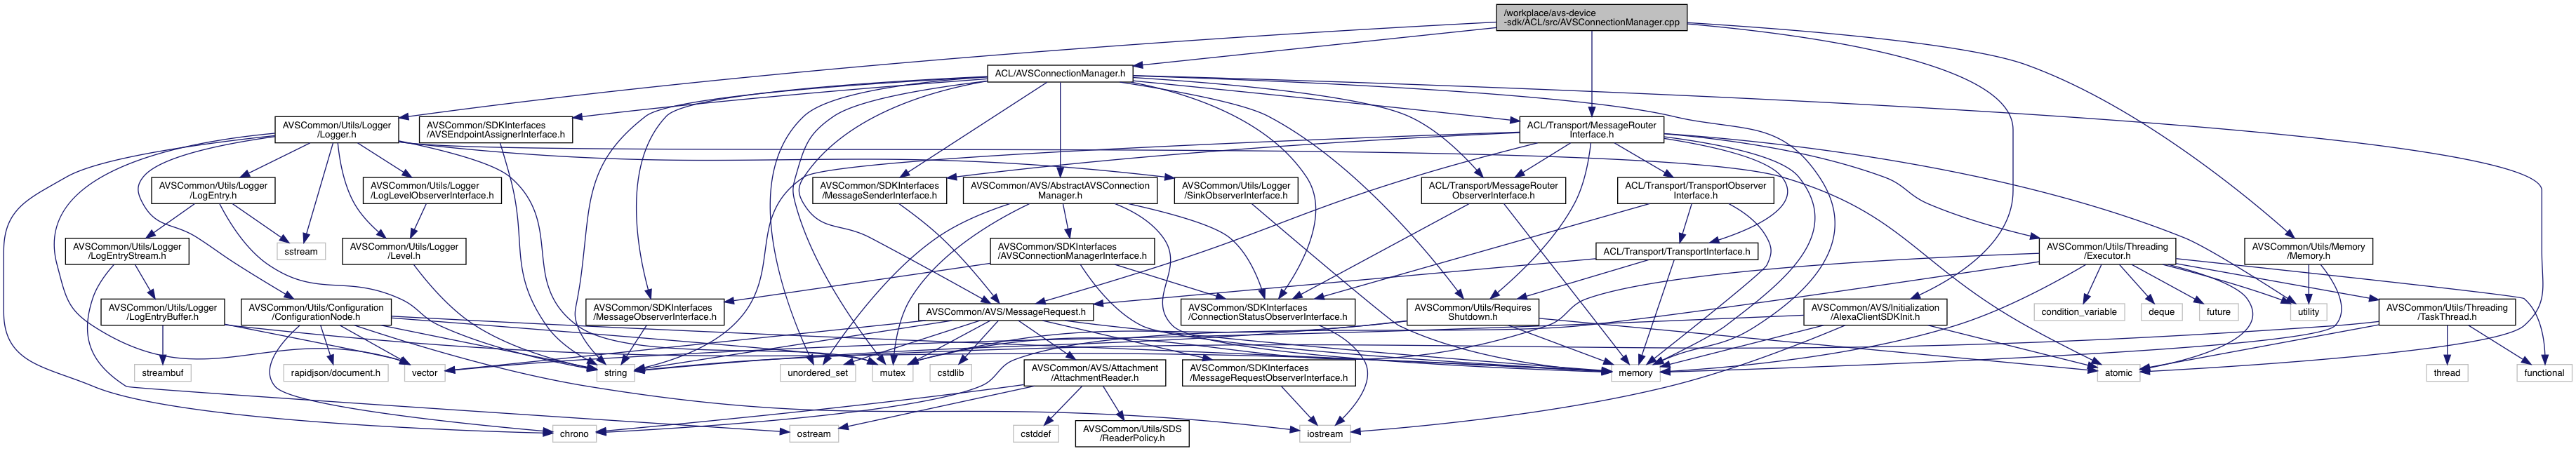 /workplace/avs-device
-sdk/ACL/src/AVSConnectionManager.cpp
ACL/AVSConnectionManager.h
AVSCommon/Utils/Logger
/Logger.h
AVSCommon/SDKInterfaces
/AVSEndpointAssignerInterface.h
ACL/Transport/MessageRouter
Interface.h
AVSCommon/Utils/Logger
/LogEntry.h
AVSCommon/Utils/Logger
/LogLevelObserverInterface.h
AVSCommon/SDKInterfaces
/MessageSenderInterface.h
AVSCommon/AVS/AbstractAVSConnection
Manager.h
AVSCommon/Utils/Logger
/SinkObserverInterface.h
ACL/Transport/MessageRouter
ObserverInterface.h
ACL/Transport/TransportObserver
Interface.h
AVSCommon/Utils/Logger
/LogEntryStream.h
sstream
AVSCommon/Utils/Logger
/Level.h
AVSCommon/SDKInterfaces
/AVSConnectionManagerInterface.h
ACL/Transport/TransportInterface.h
AVSCommon/Utils/Threading
/Executor.h
AVSCommon/Utils/Memory
/Memory.h
AVSCommon/Utils/Logger
/LogEntryBuffer.h
AVSCommon/Utils/Configuration
/ConfigurationNode.h
AVSCommon/SDKInterfaces
/MessageObserverInterface.h
AVSCommon/AVS/MessageRequest.h
AVSCommon/SDKInterfaces
/ConnectionStatusObserverInterface.h
AVSCommon/Utils/Requires
Shutdown.h
AVSCommon/AVS/Initialization
/AlexaClientSDKInit.h
condition_variable
deque
future
utility
AVSCommon/Utils/Threading
/TaskThread.h
streambuf
rapidjson/document.h
vector
string
unordered_set
mutex
cstdlib
AVSCommon/AVS/Attachment
/AttachmentReader.h
AVSCommon/SDKInterfaces
/MessageRequestObserverInterface.h
memory
atomic
thread
functional
chrono
ostream
cstddef
AVSCommon/Utils/SDS
/ReaderPolicy.h
iostream